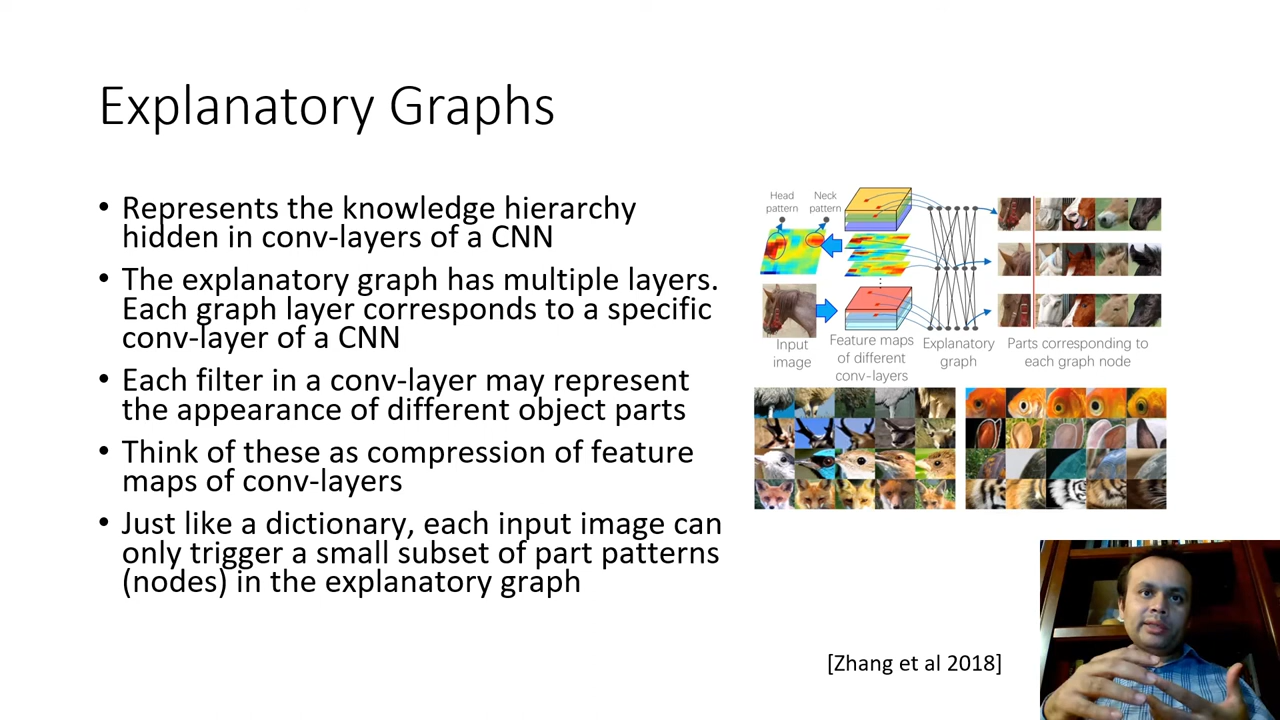 Explanatory Graphs
• Represents the knowledge hierarchy
hidden in conv-layers of a CNN
• The explanatory graph has multiple layers.
Each graph layer corresponds to a specific
conv-layer of a CNN
• Each filter in a conv-layer may represent
the appearance of different object parts
• Think of these as compression of feature
maps of conv-layers
• Just like a dictionary, each input image can
only trigger a small subset of part patterns
(nodes) in the explanatory graph
Head
pattern
Neck
pattern
Input
image
Feature maps
of different
conv-layers
Explanatory
graph
Parts corresponding to
each graph node
[Zhang et al 2018]